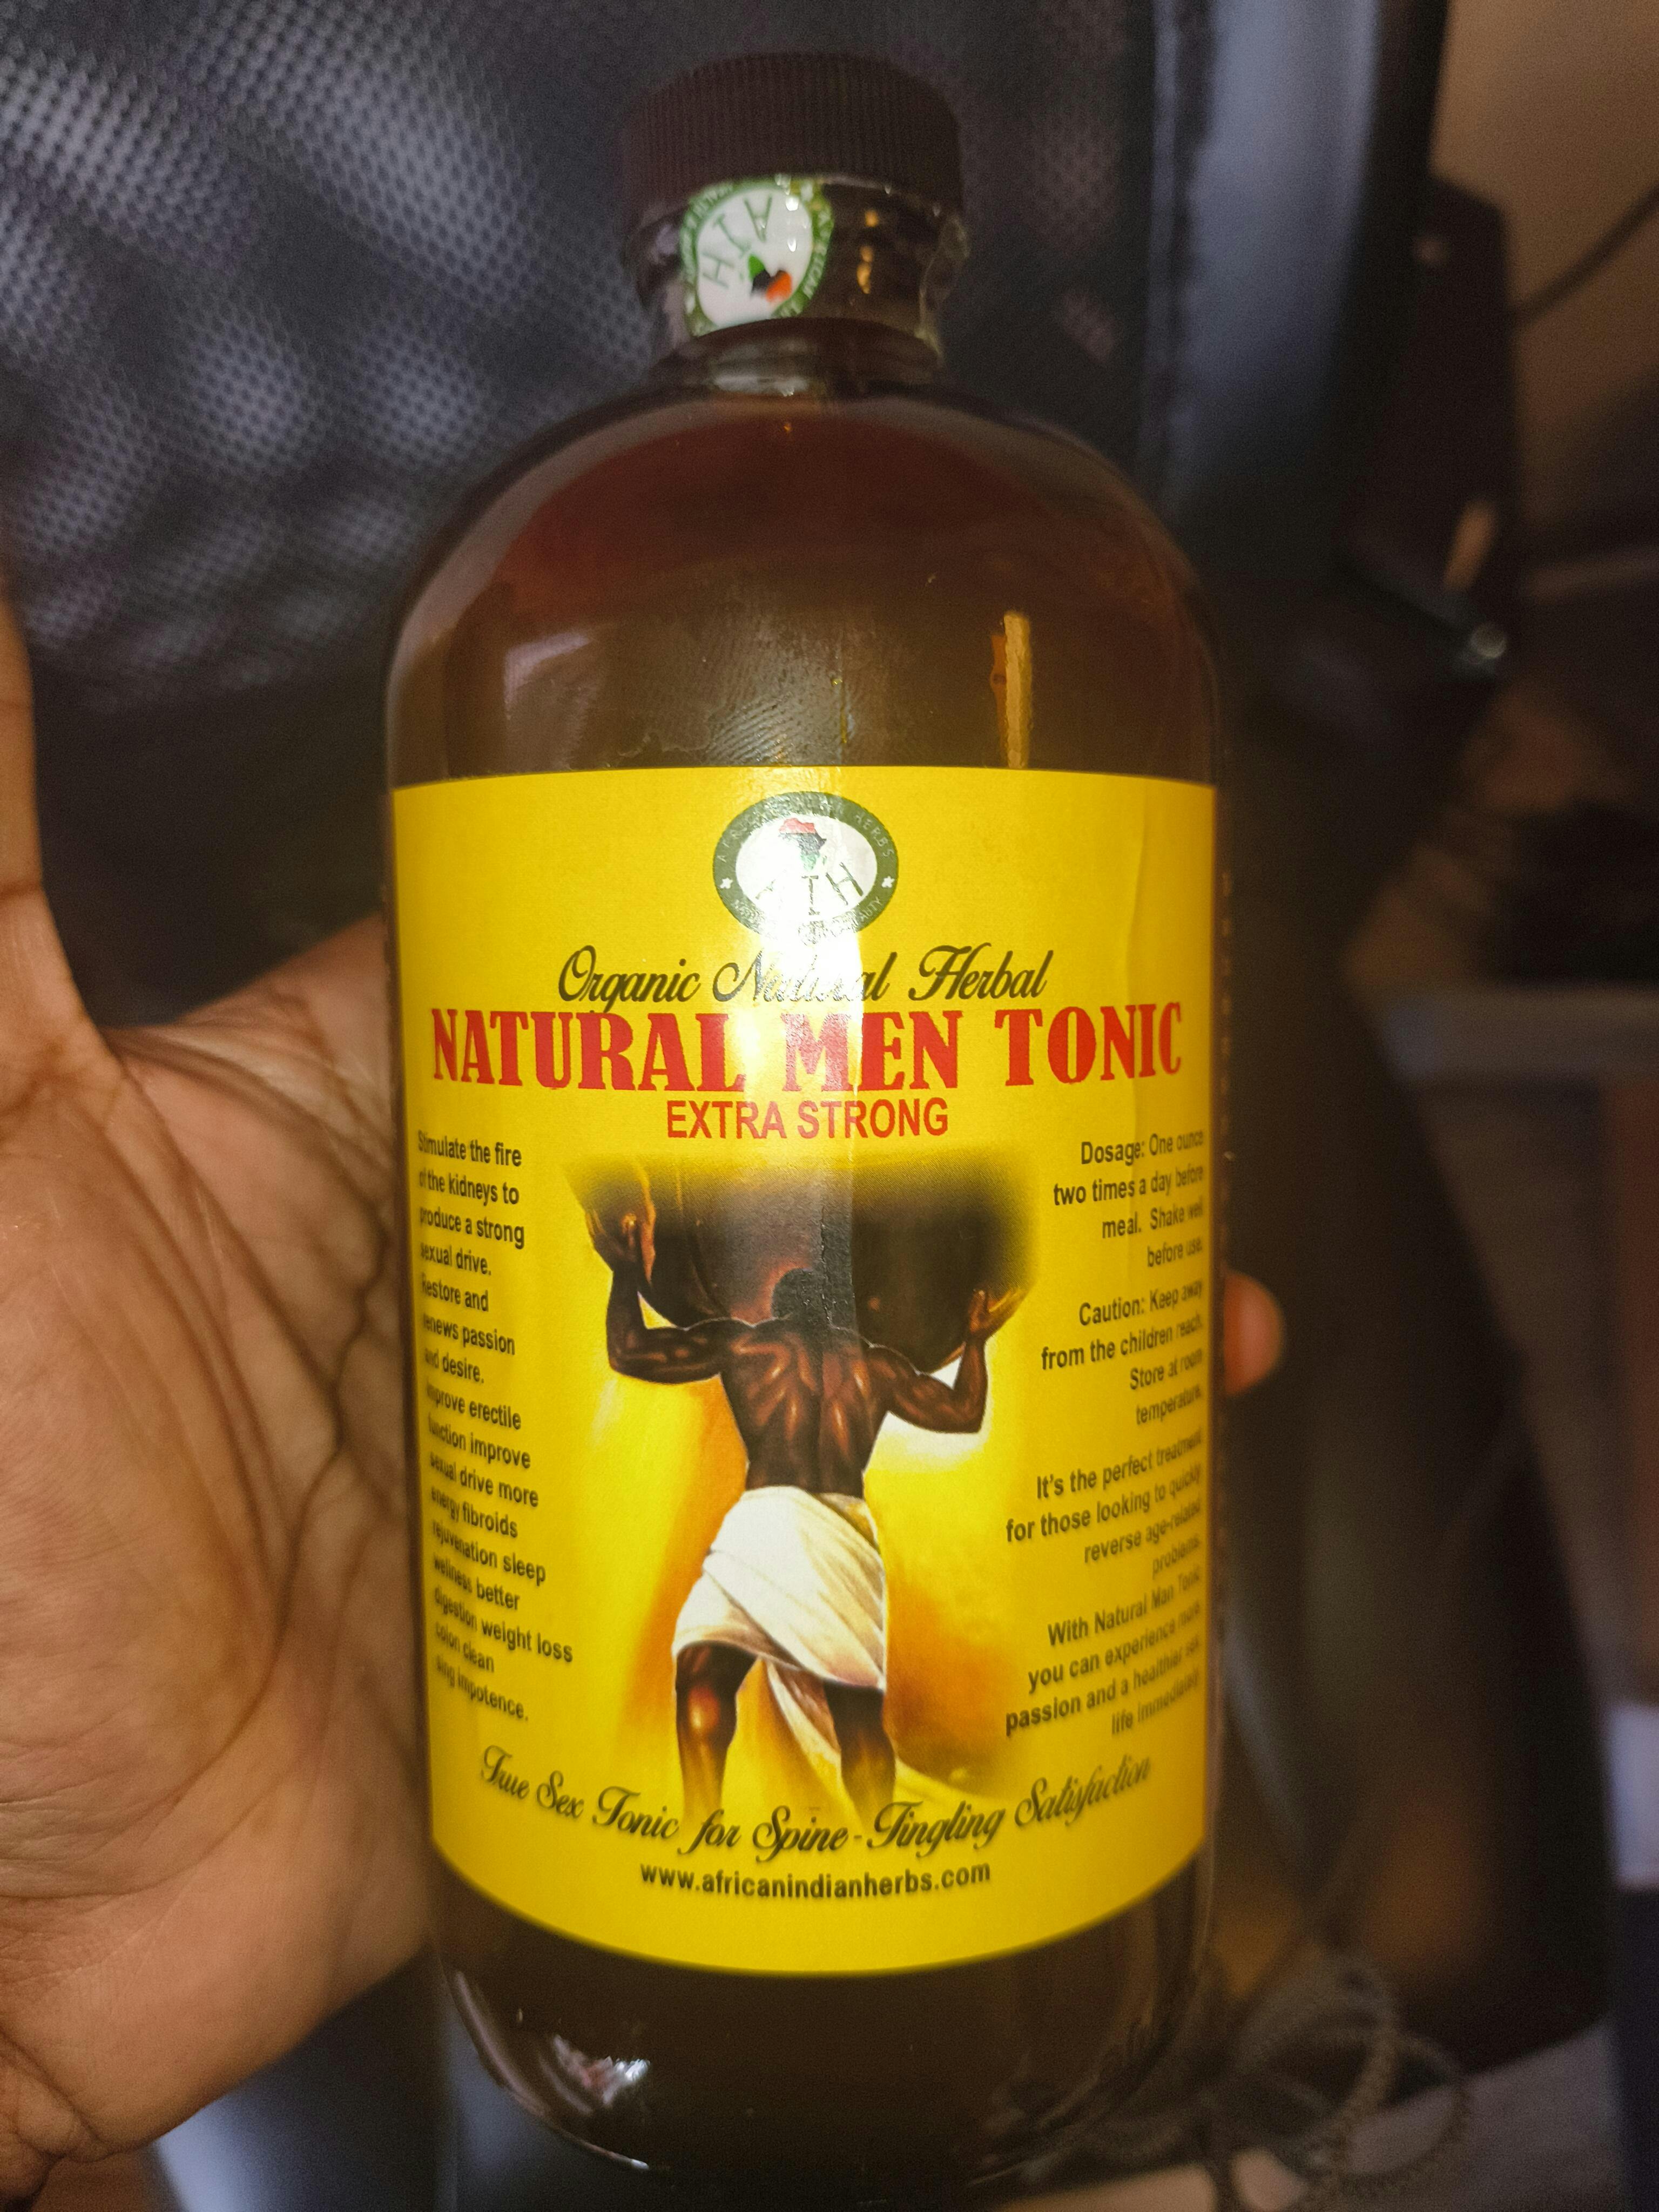 AIH
HERBS
AIH
Organic Natural Herbal
NATURAL MEN TONIC
EXTRA STRONG
Stimulate the fire
of the kidneys to
produce a strong
sexual drive.
Restore and
renews passion
and desire.
Improve erectile
function improve
sexual drive more
energy fibroids
rejuvenation sleep
wellness better
digestion weight loss
colon clean
sing impotence.
Dosage: One ounce
two times a day before
meal. Shake well
before use.
Caution: Keep away
from the children reach.
Store at room
temperature.
It's the perfect treatment
for those looking to quickly
reverse age-related
problems.
With Natural Man Tonic
you can experience more
passion and a healthier sex
life immediately.
True Sex Tonic for Spine-Tingling Satisfaction
www.africanindianherbs.com